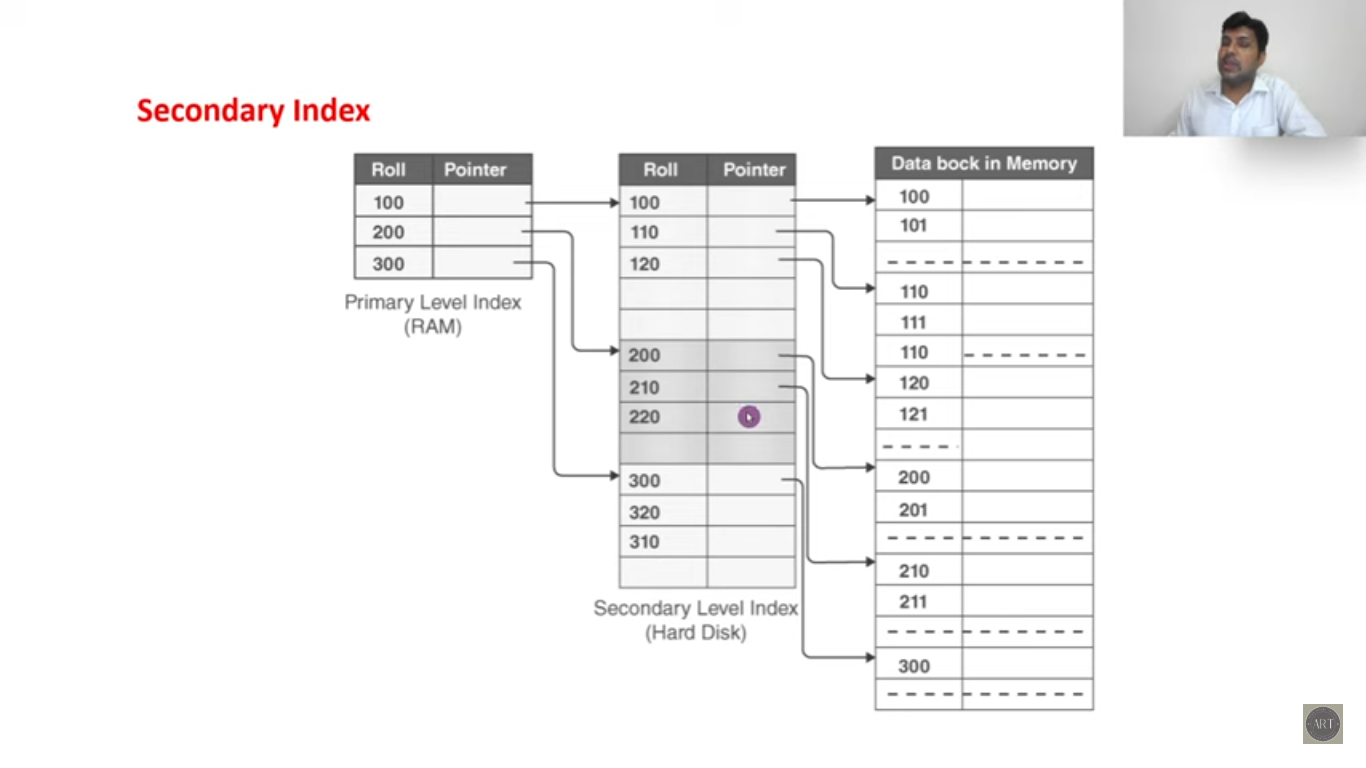 Secondary Index
Roll Pointer
100
200
300
Primary Level Index
(RAM)
Roll Pointer
100
110
120
200
210
220
300
320
310
Secondary Level Index
(Hard Disk)
Data bock in Memory
100
101
110
111
110
120
121
200
201
210
211
300
ART